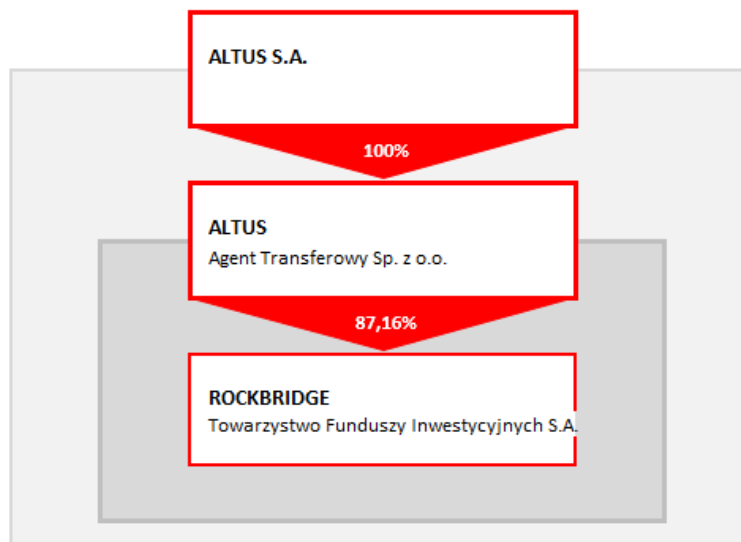 ALTUS S.A.
100%
ALTUS
Agent Transferowy Sp. z o.o.
87,16%
ROCKBRIDGE
Towarzystwo Funduszy Inwestycyjnych S.A.